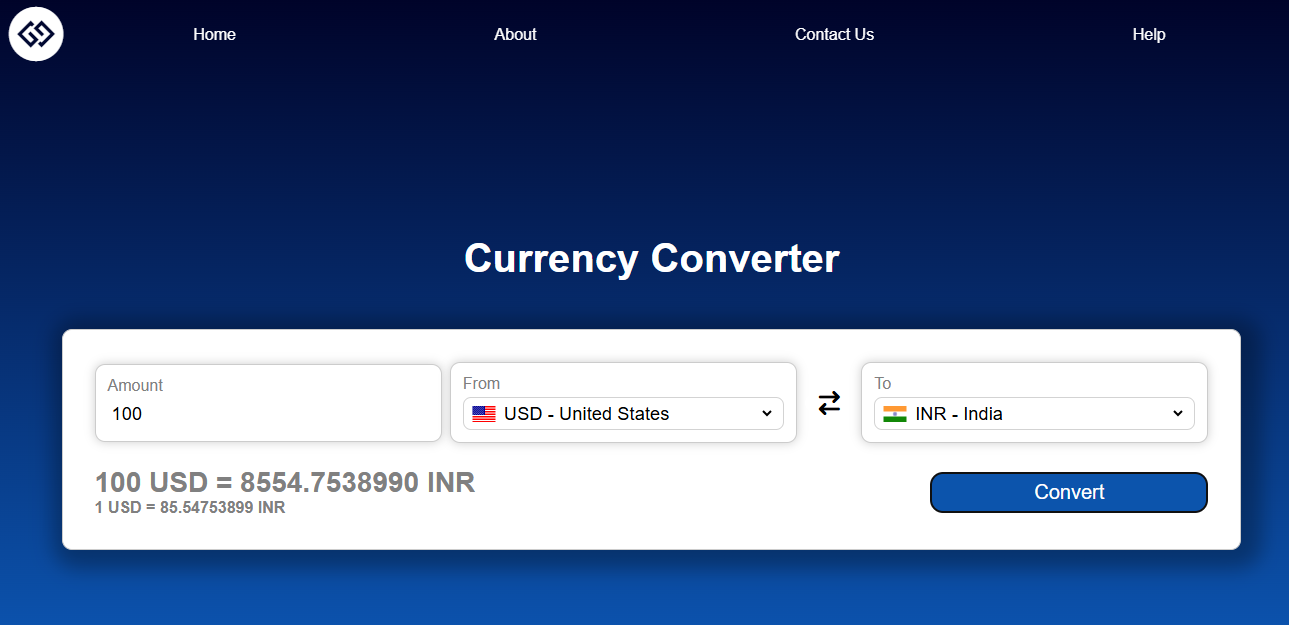 Home About Contact Us Help
Currency Converter
Amount From To
100 USD - United States INR - India
100 USD = 8554.7538990 INR
1 USD = 85.54753899 INR
Convert